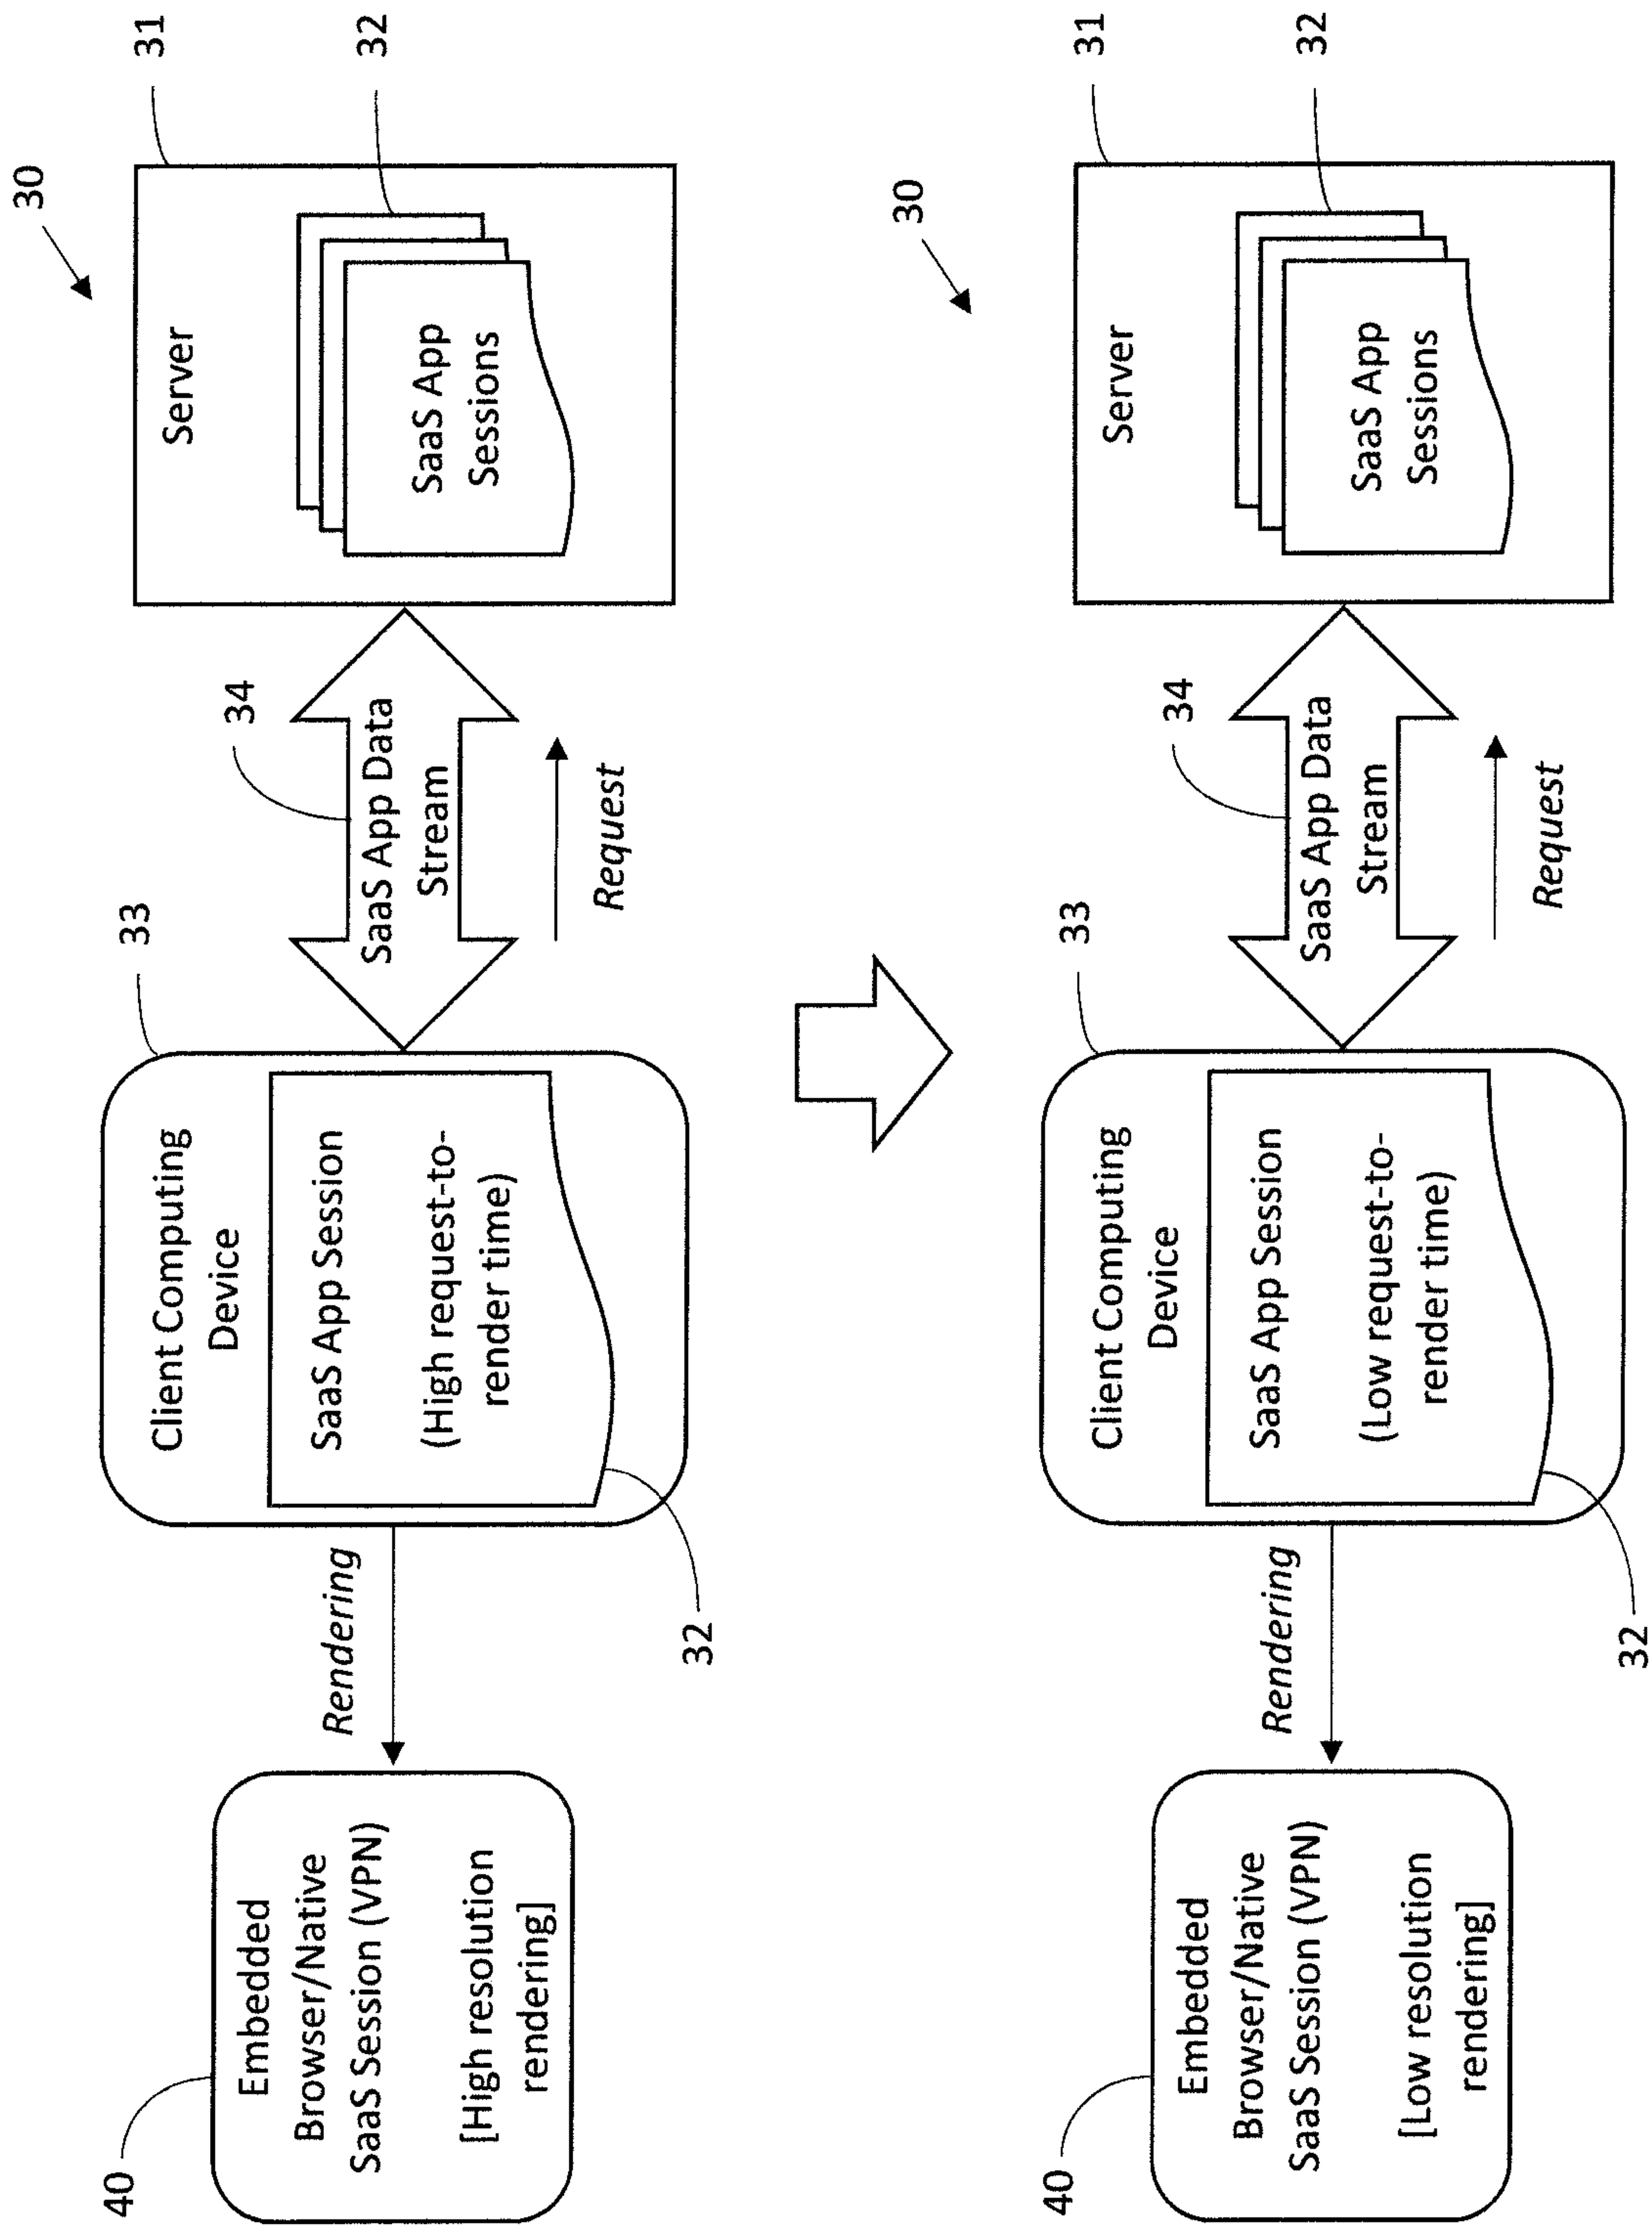 30
40
Embedded
Browser/Native
SaaS Session (VPN)
[High resolution
rendering]
Rendering
33
Client Computing
Device
SaaS App Session
(High request-to-
render time)
32
34
SaaS App Data
Stream
Request
31
Server
32
SaaS App
Sessions
30
40
Embedded
Browser/Native
SaaS Session (VPN)
[Low resolution
rendering]
Rendering
33
Client Computing
Device
SaaS App Session
(Low request-to-
render time)
32
34
SaaS App Data
Stream
Request
31
Server
32
SaaS App
Sessions